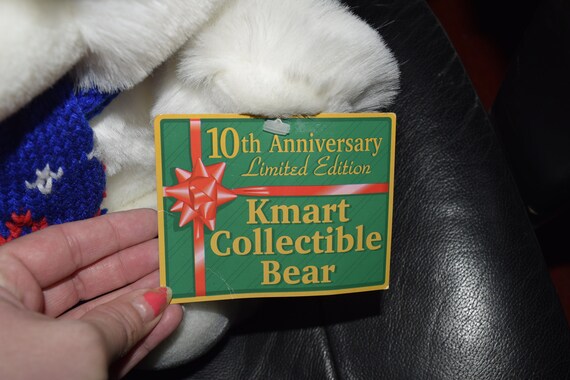 10th Anniversary
Limited Edition
Kmart
Collectible
Bear